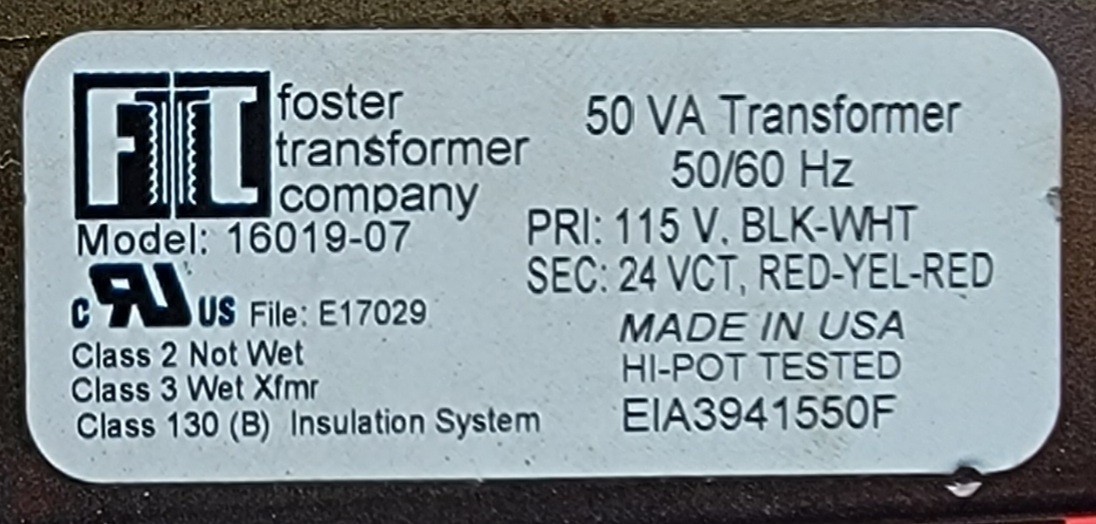 FTC
foster
transformer
company
Model: 16019-07
c RU US File: E17029
Class 2 Not Wet
Class 3 Wet Xfmr
Class 130 (B) Insulation System
50 VA Transformer
50/60 Hz
PRI: 115 V. BLK-WHT
SEC: 24 VCT, RED-YEL-RED
MADE IN USA
HI-POT TESTED
EIA3941550F